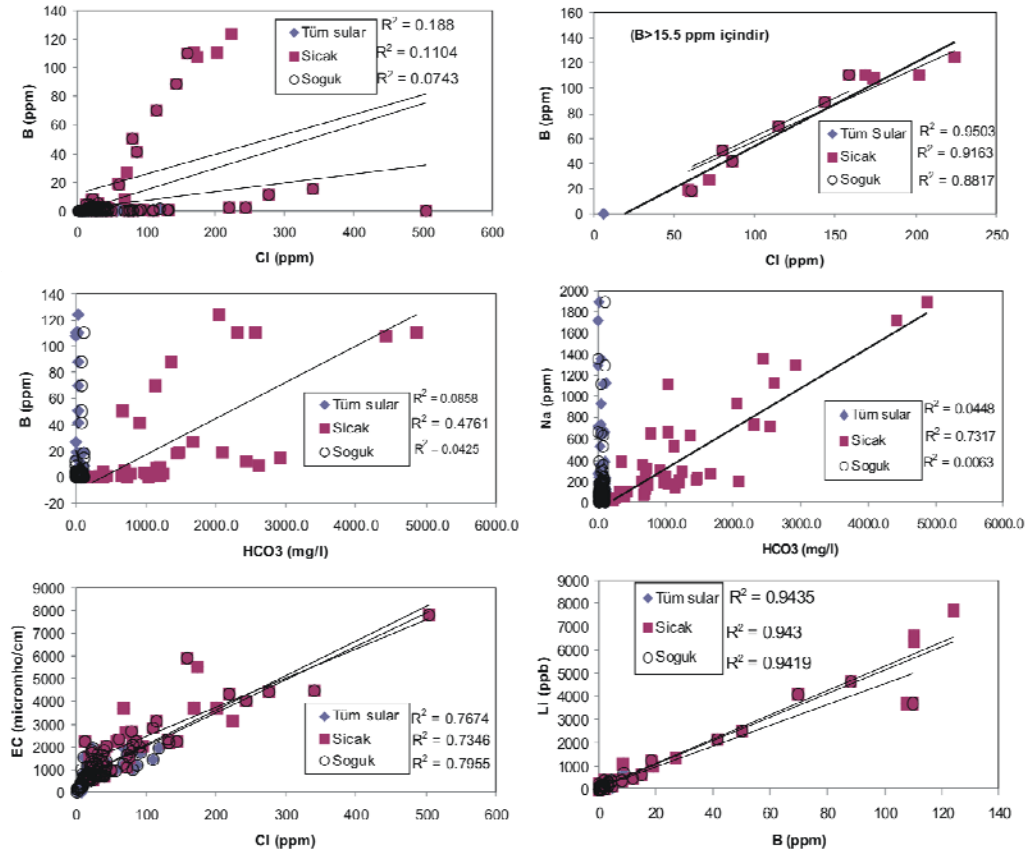 Tüm sular R² = 0.188
Sicak R² = 0.1104
Soguk R² = 0.0743
B (ppm)
140
120
100
80
60
40
20
0
0 100 200 300 400 500 600
Cl (ppm)
(B>15.5 ppm içindir)
Tüm Sular R² = 0.9503
Sicak R² = 0.9163
Soguk R² = 0.8817
B (ppm)
160
140
120
100
80
60
40
20
0
0 50 100 150 200 250
Cl (ppm)
Tüm sular R² = 0.0858
Sicak R² = 0.4761
Soguk R² = 0.0425
B (ppm)
140
120
100
80
60
40
20
0
-20
0.0 1000.0 2000.0 3000.0 4000.0 5000.0 6000.0
HCO3 (mg/l)
Tüm sular R² = 0.0448
Sicak R² = 0.7317
Soguk R² = 0.0063
Na (ppm)
2000
1800
1600
1400
1200
1000
800
600
400
200
0
0.0 1000.0 2000.0 3000.0 4000.0 5000.0 6000.0
HCO3 (mg/l)
Tüm sular R² = 0.7674
Sicak R² = 0.7346
Soguk R² = 0.7955
EC (micromho/cm)
9000
8000
7000
6000
5000
4000
3000
2000
1000
0
0 100 200 300 400 500 600
Cl (ppm)
Tüm sular R² = 0.9435
Sicak R² = 0.943
Soguk R² = 0.9419
LI (ppb)
9000
8000
7000
6000
5000
4000
3000
2000
1000
0
0 20 40 60 80 100 120 140
B (ppm)